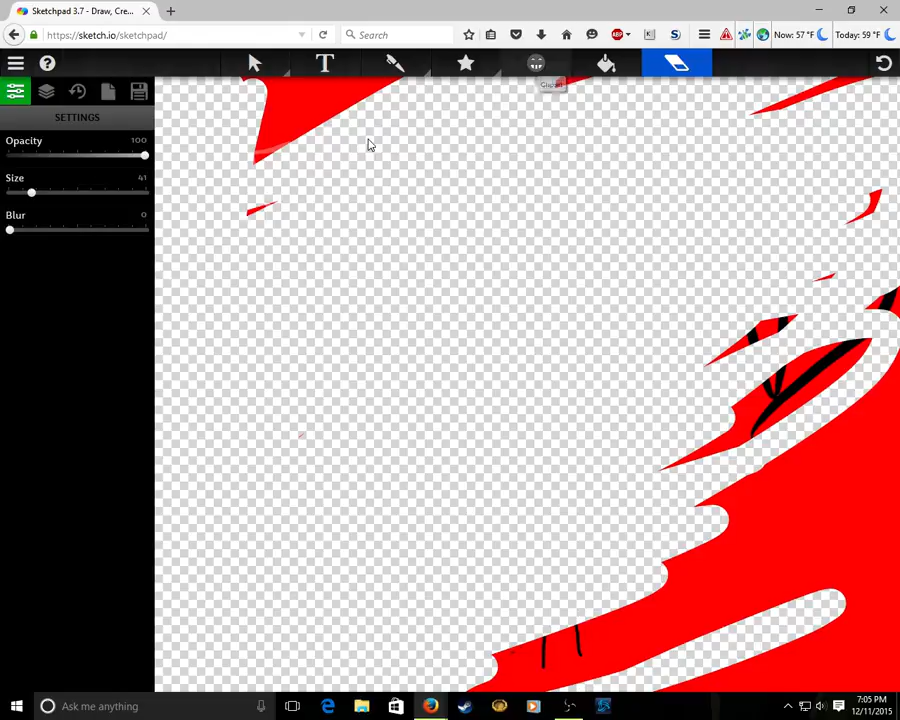 Sketchpad 3.7 - Draw, Cre...
https://sketch.io/sketchpad/
Search
ABP
Now: 57 °F
Today: 59 °F
T
SETTINGS
Opacity 100
Size 41
Blur 0
Ask me anything
7:05 PM
12/11/2015